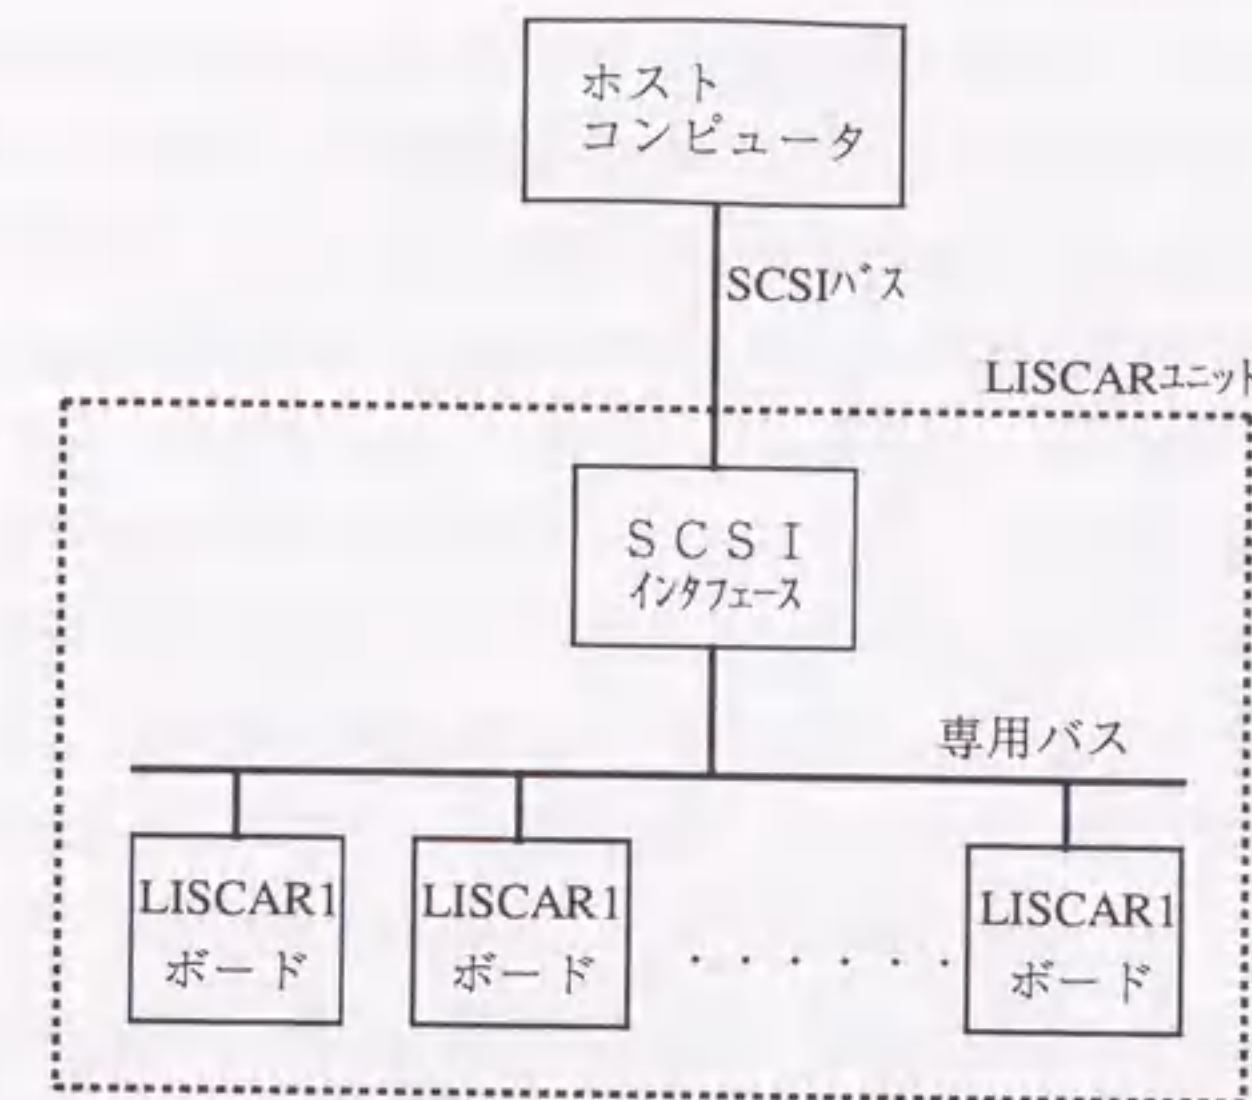 ホスト
コンピュータ
SCSIバス
LISCARユニット
ＳＣＳＩ
インタフェース
専用バス
LISCAR1
ボード
LISCAR1
ボード
・・・・・・
LISCAR1
ボード